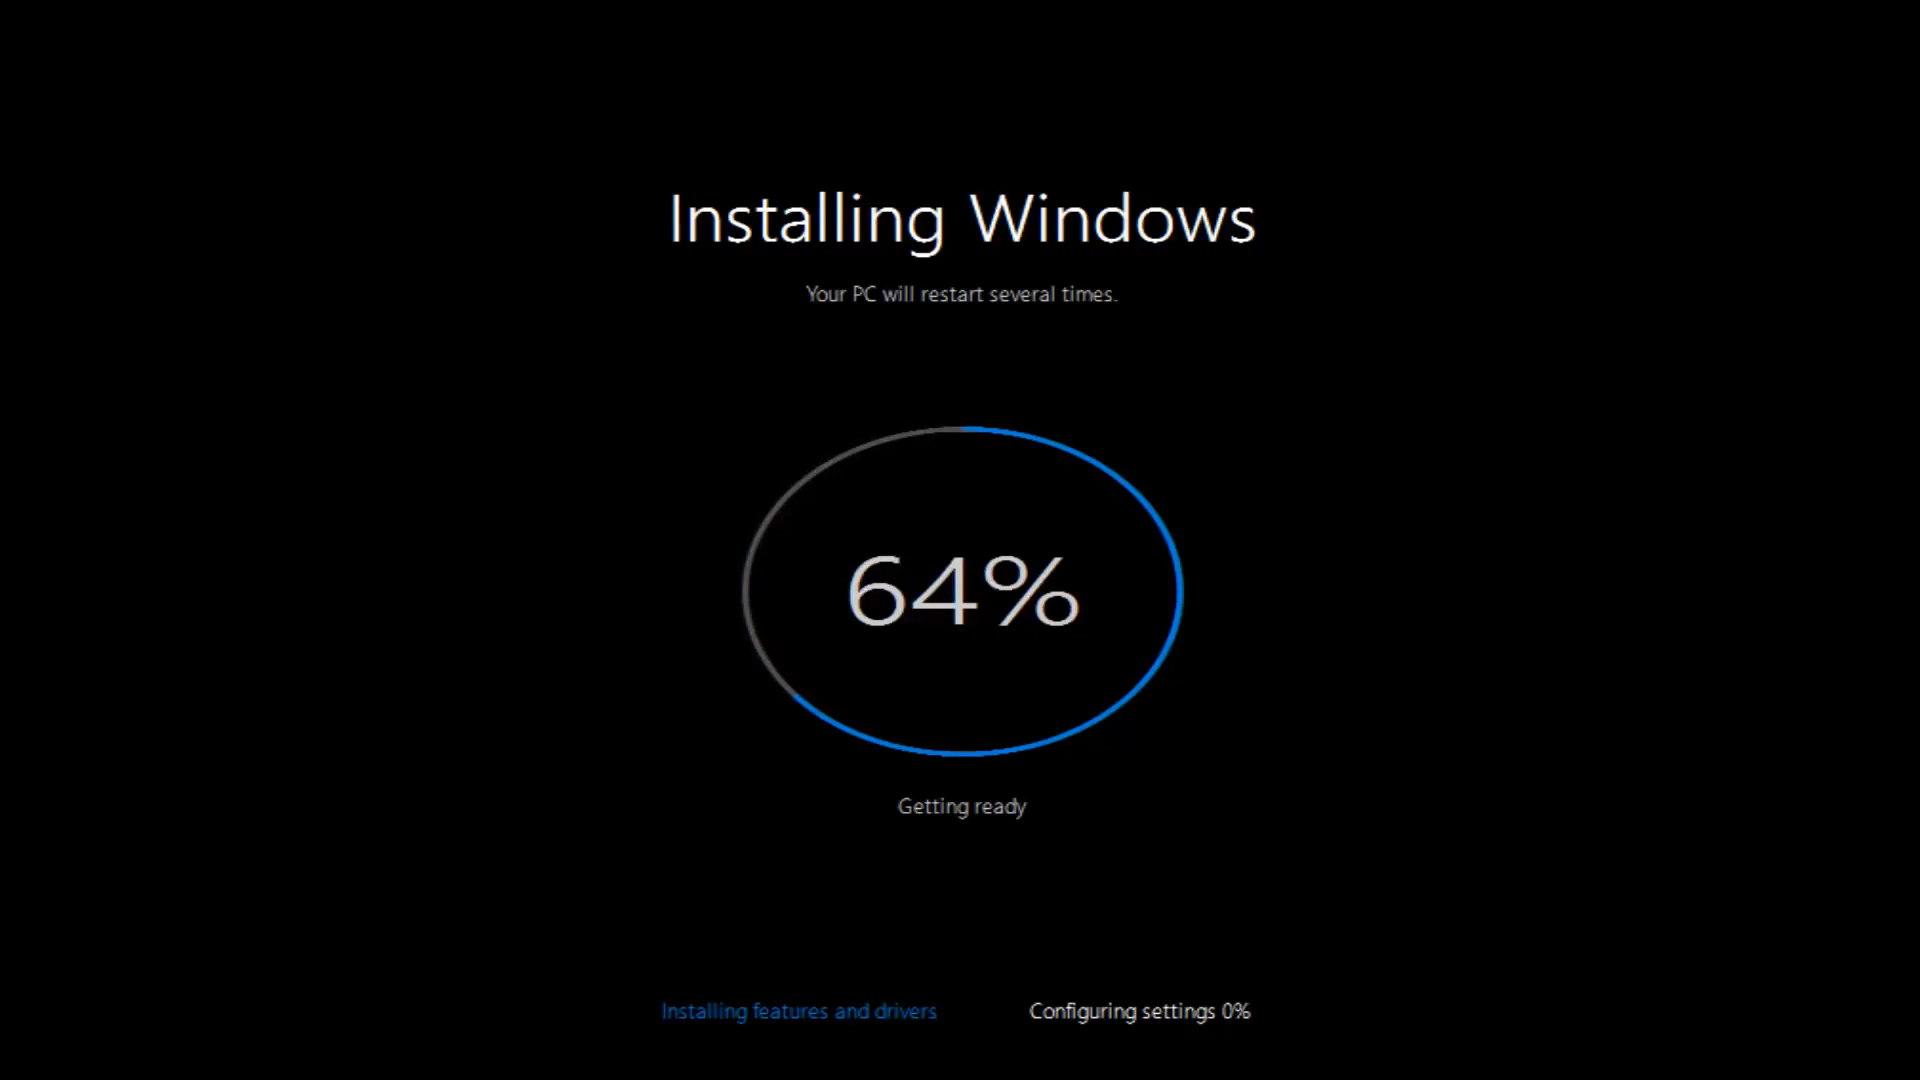 Installing Windows
Your PC will restart several times.
64%
Getting ready
Installing features and drivers
Configuring settings 0%